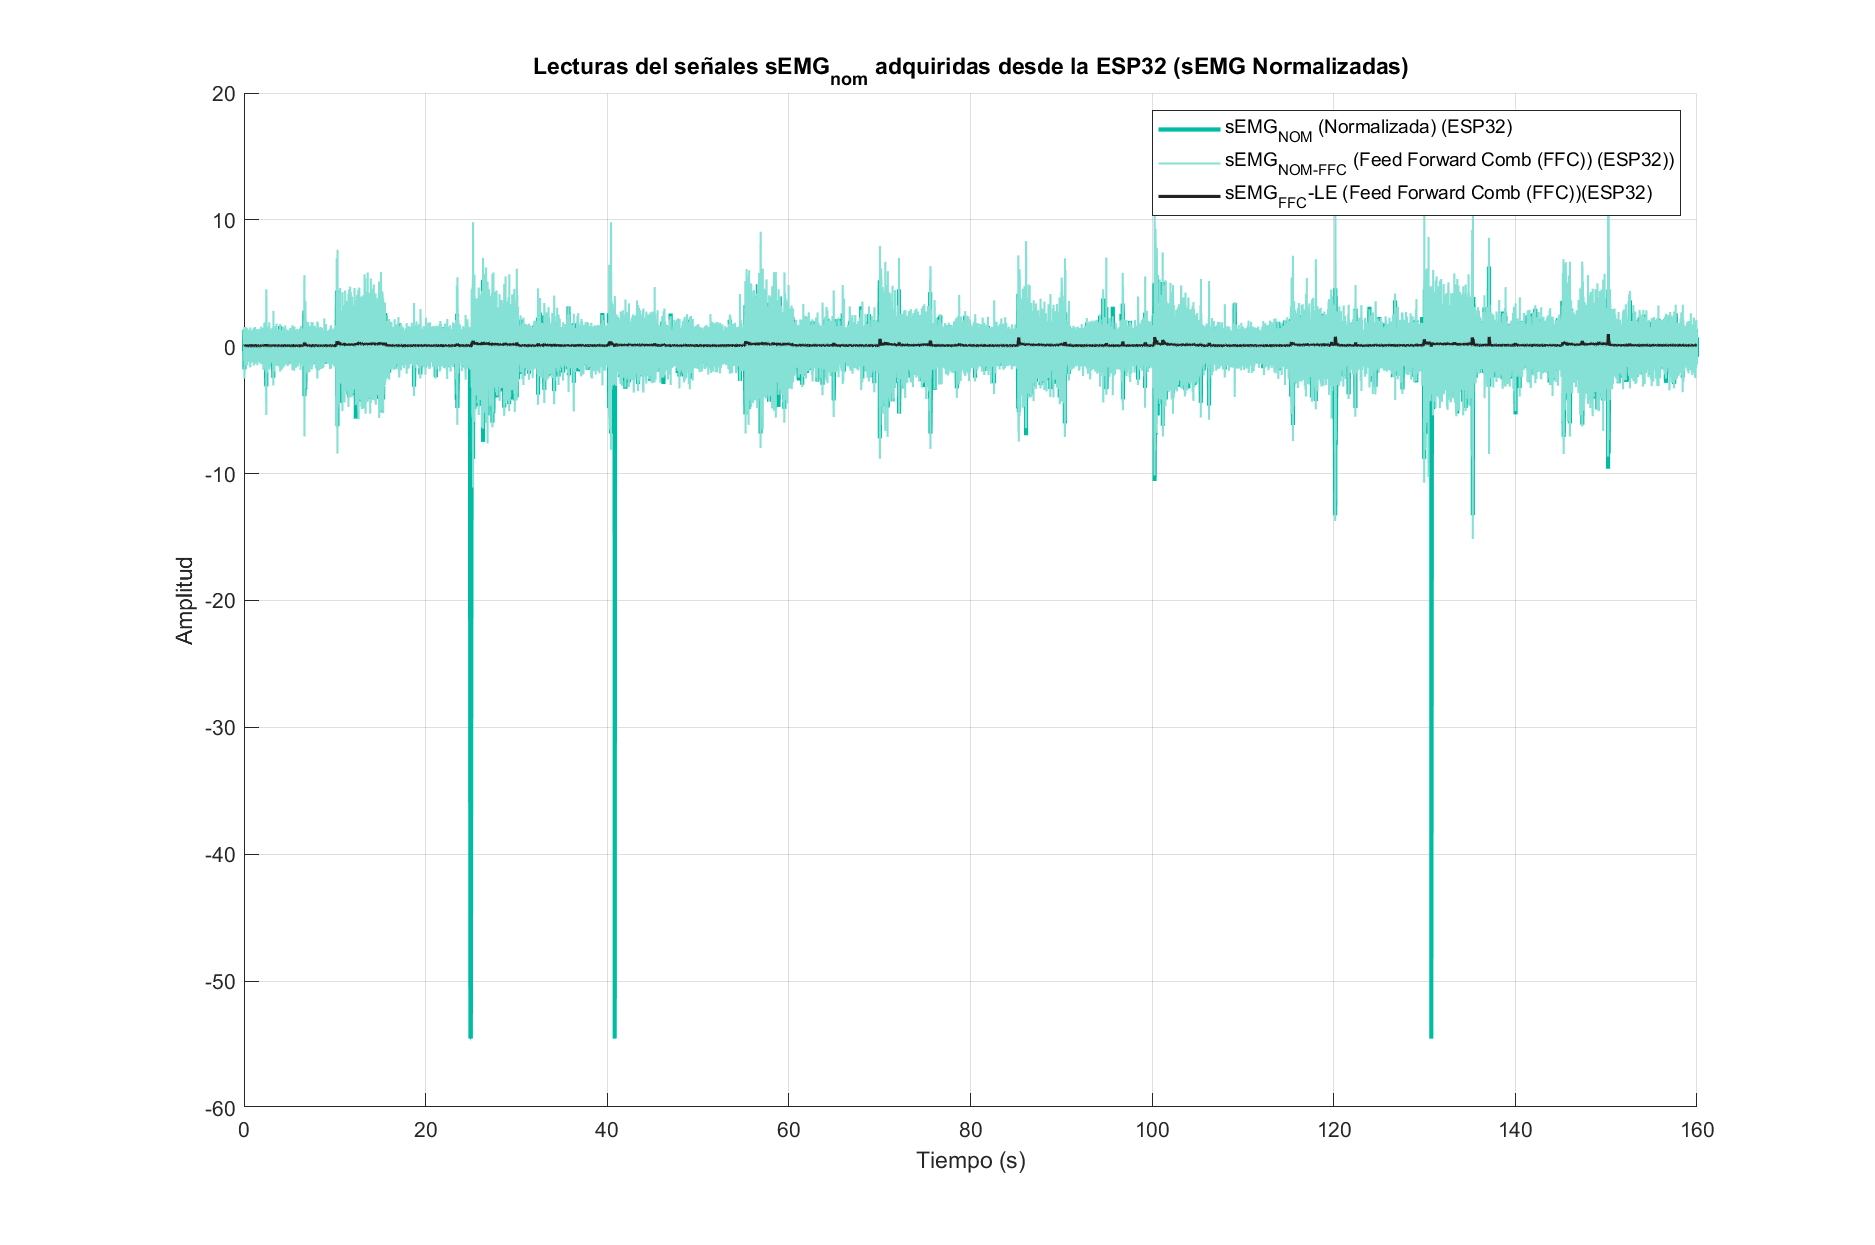 Lecturas del señales sEMGnom adquiridas desde la ESP32 (sEMG Normalizadas)
sEMGNOM (Normalizada) (ESP32)
sEMGNOM-FFC (Feed Forward Comb (FFC)) (ESP32))
sEMGFFC-LE (Feed Forward Comb (FFC))(ESP32)
Amplitud
20
10
0
-10
-20
-30
-40
-50
-60
0 20 40 60 80 100 120 140 160
Tiempo (s)